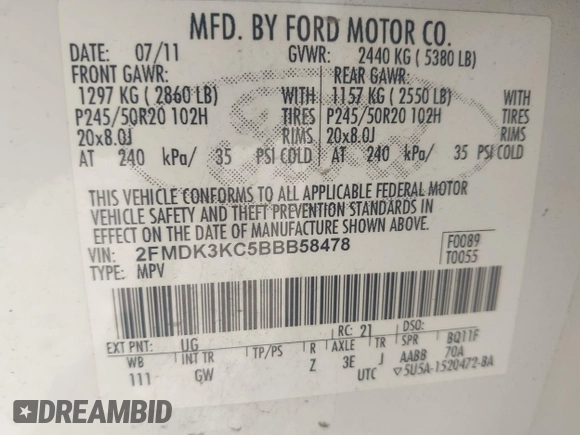 MFD. BY FORD MOTOR CO.
DATE: 07/11 GVWR: 2440 KG ( 5380 LB)
FRONT GAWR: REAR GAWR:
1297 KG ( 2860 LB) WITH 1157 KG ( 2550 LB) WITH
P245/50R20 102H TIRES P245/50R20 102H TIRES
20x8.0J RIMS 20x8.0J RIMS
AT 240 kPa/ 35 PSI COLD AT 240 kPa/ 35 PSI COLD
THIS VEHICLE CONFORMS TO ALL APPLICABLE FEDERAL MOTOR
VEHICLE SAFETY AND THEFT PREVENTION STANDARDS IN
EFFECT ON THE DATE OF MANUFACTURE SHOWN ABOVE.
VIN: 2FMDK3KC5BBB58478 F0089
TYPE: MPV T0055
EXT PNT: UG RC: 21 DSO:
WB INT TR TP/PS R AXLE TR SPR BQ11F
111 GW Z 3E J AABB 70A
UTC ▽5U5A-1520472-BA
DREAMBID